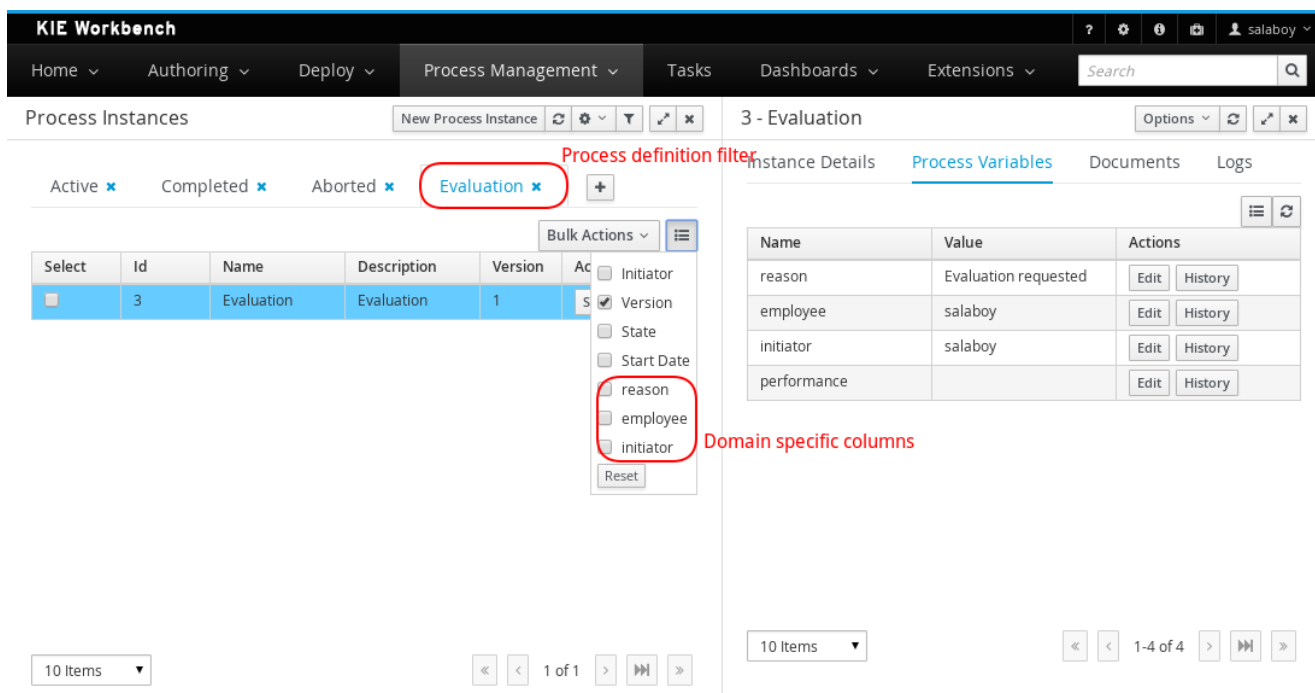 KIE Workbench
? salaboy
Home Authoring Deploy Process Management Tasks Dashboards Extensions Search
Process Instances New Process Instance
Process definition filter
Active × Completed × Aborted × Evaluation × +
Bulk Actions
Select Id Name Description Version Ac
3 Evaluation Evaluation 1 S
Initiator
Version
State
Start Date
reason
employee
initiator
Reset
Domain specific columns
10 Items « < 1 of 1 > »
3 - Evaluation Options
Instance Details Process Variables Documents Logs
Name Value Actions
reason Evaluation requested Edit History
employee salaboy Edit History
initiator salaboy Edit History
performance Edit History
10 Items « < 1-4 of 4 > »